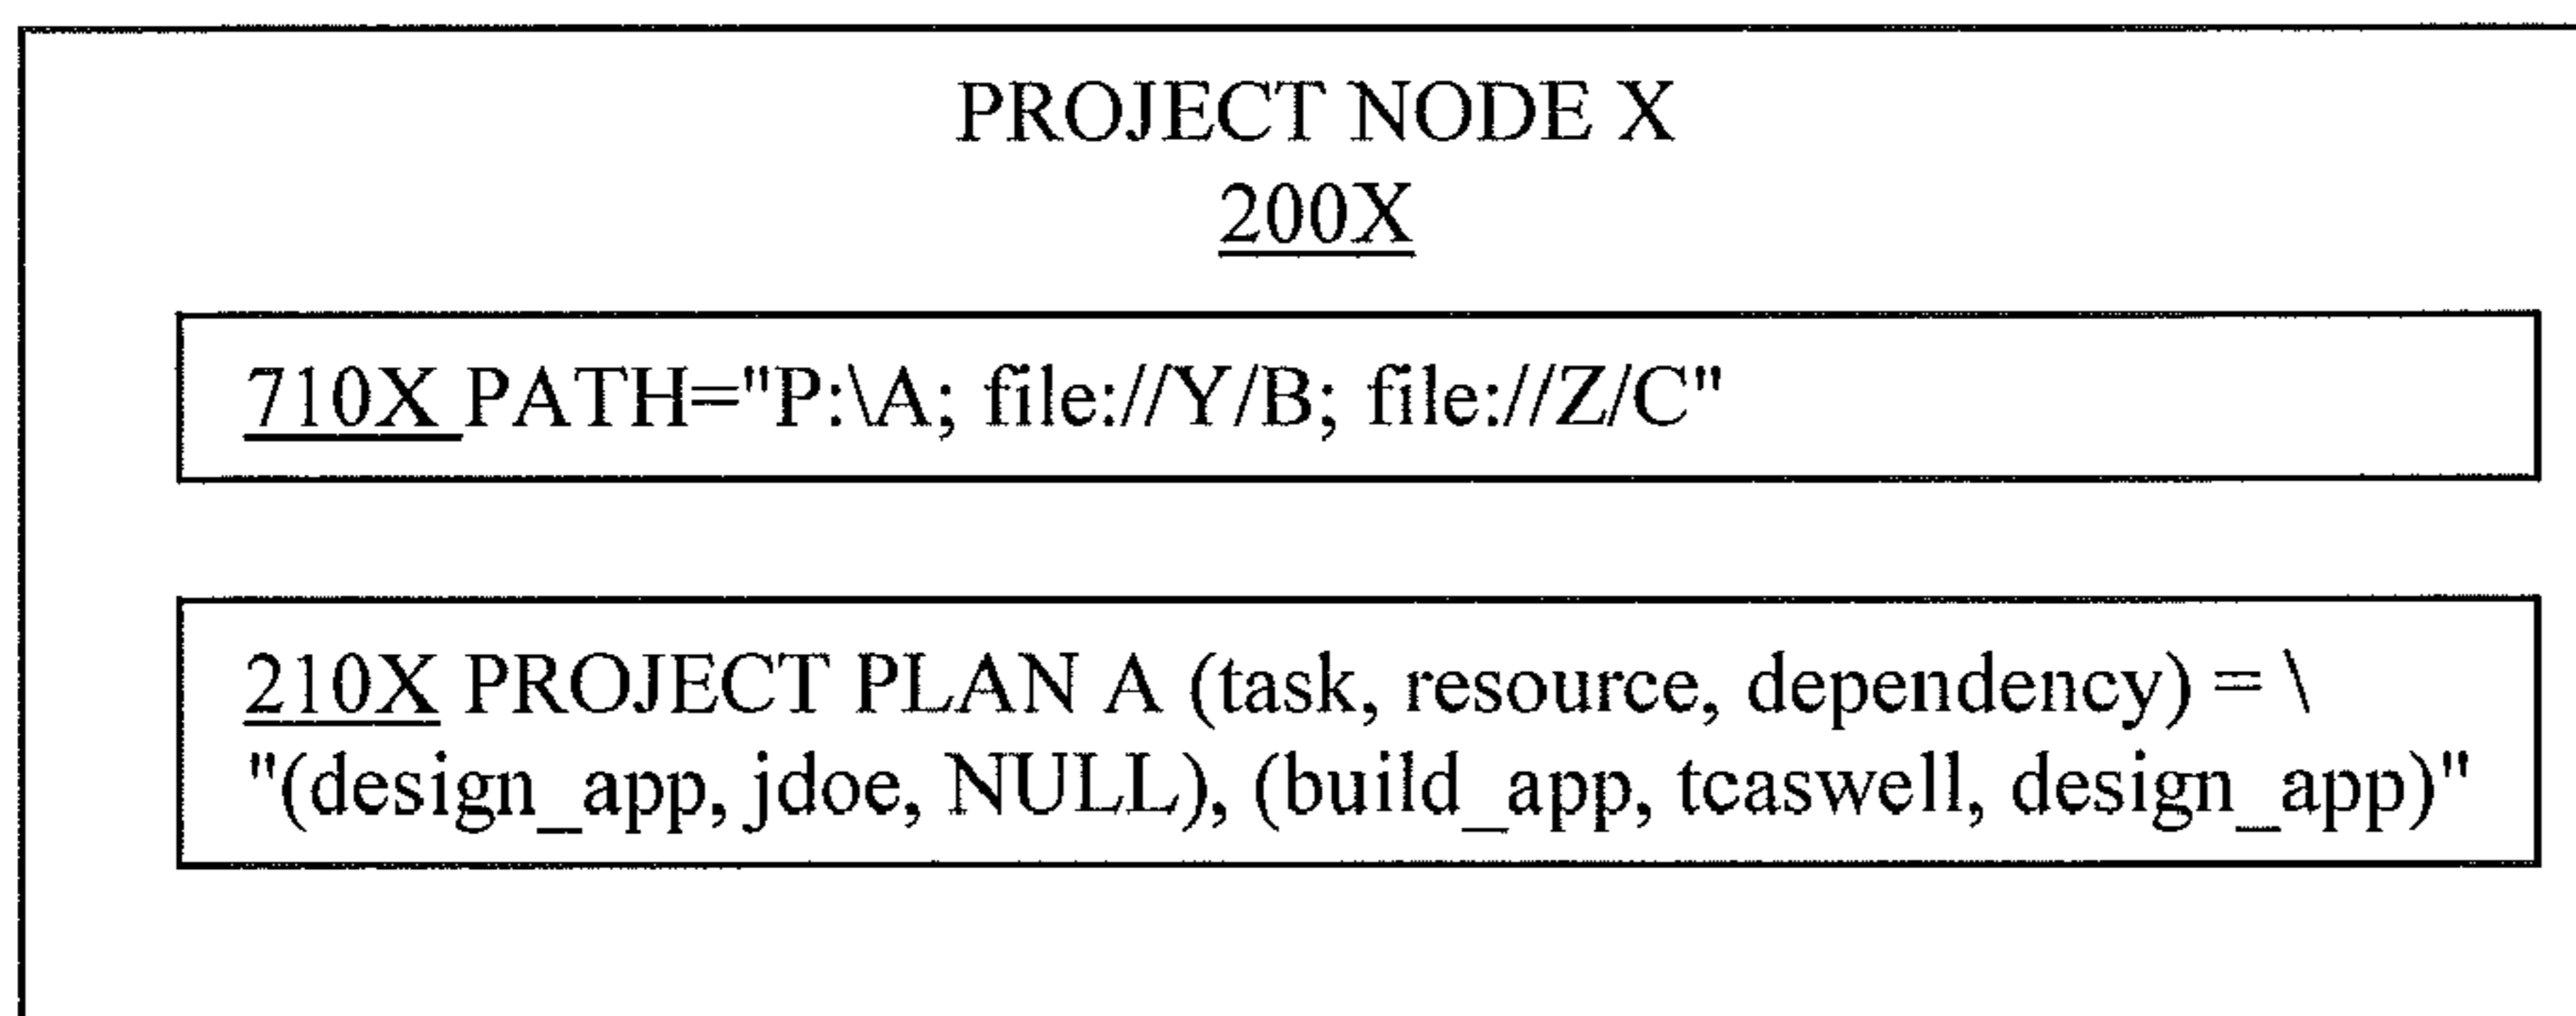 PROJECT NODE X
200X
710X PATH="P:\A; file://Y/B; file://Z/C"
210X PROJECT PLAN A (task, resource, dependency) = \
"(design_app, jdoe, NULL), (build_app, tcaswell, design_app)"